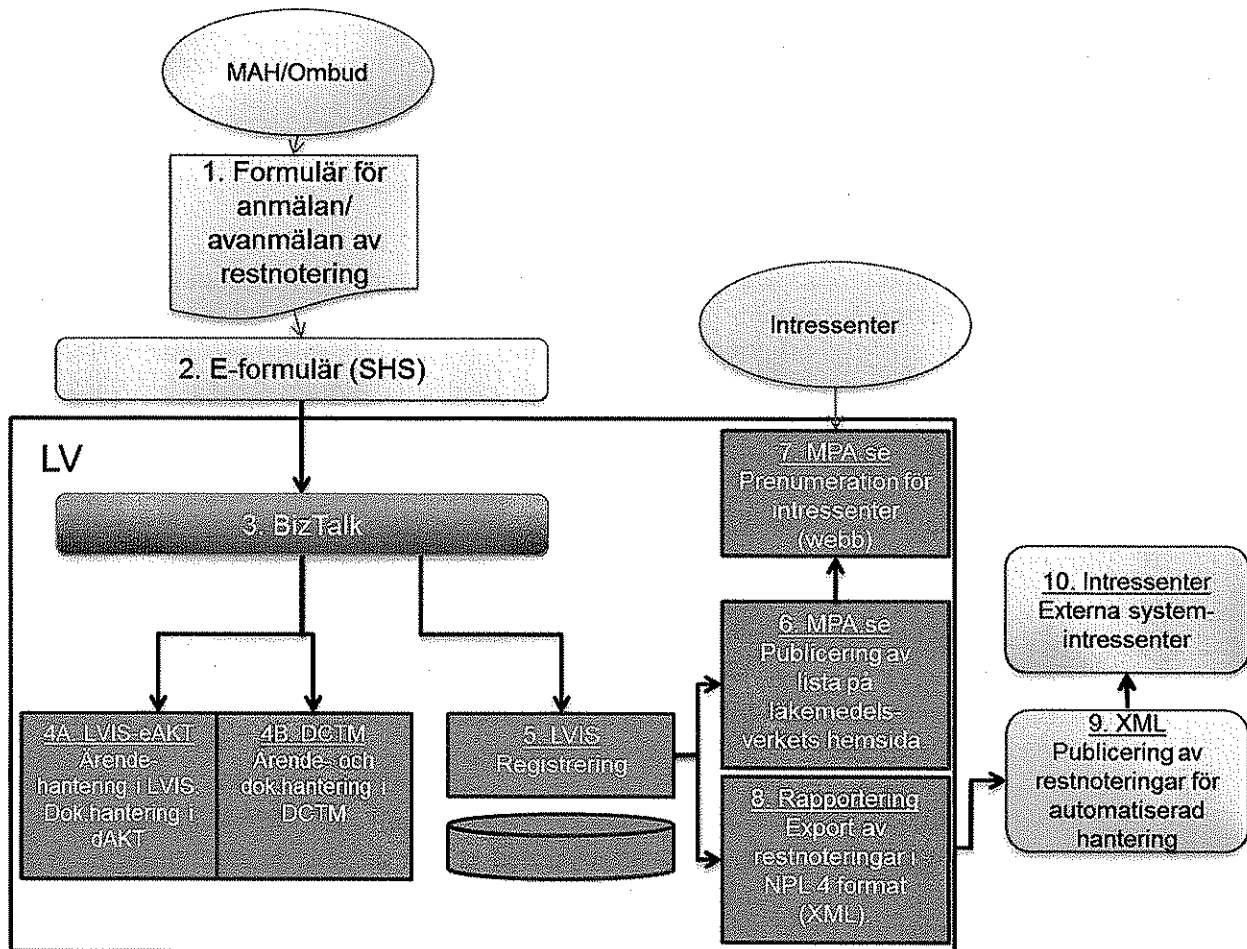 MAH/Ombud
1. Formulär för
anmälan/
avanmälan av
restnotering
2. E-formulär (SHS)
Intressenter
LV
3. BizTalk
4A. LVIS-eAKT
Ärende-
hantering i LVIS.
Dok.hantering i
dAKT
4B. DCTM
Ärende- och
dok.hantering i
DCTM
5. LVIS
Registrering
6. MPA.se
Publicering av
lista på
läkemedels-
verkets hemsida
7. MPA.se
Prenumeration för
intressenter
(webb)
8. Rapportering
Export av
restnoteringar i
NPL 4 format
(XML)
9. XML
Publicering av
restnoteringar för
automatiserad
hantering
10. Intressenter
Externa system-
intressenter